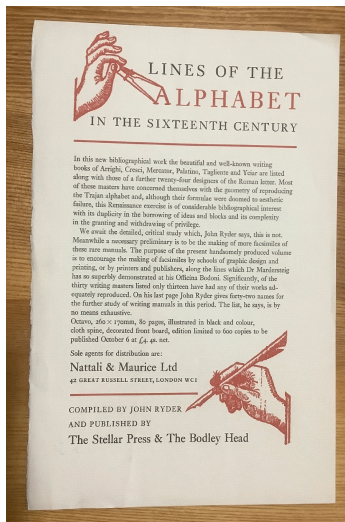 LINES OF THE
ALPHABET
IN THE SIXTEENTH CENTURY
In this new bibliographical work the beautiful and well-known writing
books of Arrighi, Cresci, Mercator, Palatino, Tagliente and Yciar are listed
along with those of a further twenty-four designers of the Roman letter. Most
of these masters have concerned themselves with the geometry of reproducing
the Trajan alphabet and, although their formulae were doomed to aesthetic
failure, this Renaissance exercise is of considerable bibliographical interest
with its duplicity in the borrowing of ideas and blocks and its complexity
in the granting and withdrawing of privilege.
We await the detailed, critical study which, John Ryder says, this is not.
Meanwhile a necessary preliminary is to be the making of more facsimiles of
these rare manuals. The purpose of the present handsomely produced volume
is to encourage the making of facsimiles by schools of graphic design and
printing, or by printers and publishers, along the lines which Dr Mardersteig
has so superbly demonstrated at his Officina Bodoni. Significantly, of the
thirty writing masters listed only thirteen have had any of their works ad-
equately reproduced. On his last page John Ryder gives forty-two names for
the further study of writing manuals in this period. The list, he says, is by
no means exhaustive.
Octavo, 260 × 170mm, 80 pages, illustrated in black and colour,
cloth spine, decorated front board, edition limited to 600 copies to be
published October 6 at £4. 4s. net.
Sole agents for distribution are:
Nattali & Maurice Ltd
42 GREAT RUSSELL STREET, LONDON WC1
COMPILED BY JOHN RYDER
AND PUBLISHED BY
The Stellar Press & The Bodley Head